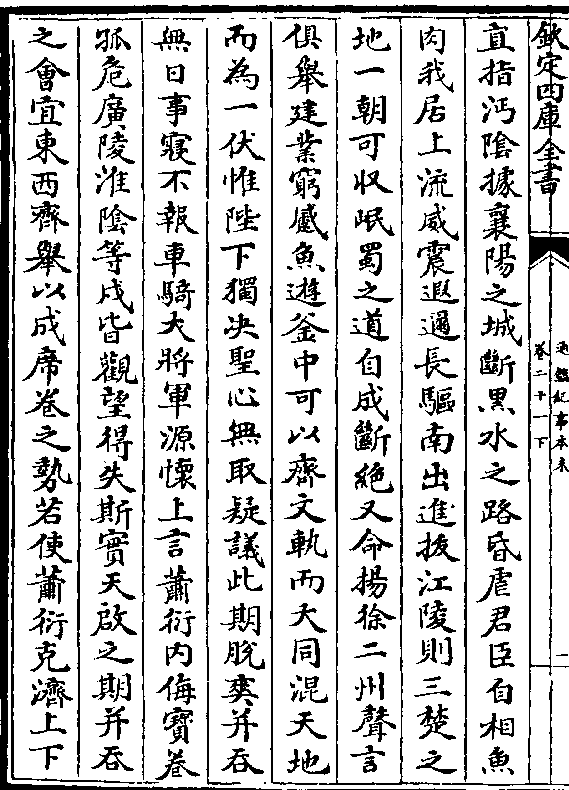 欽定四庫全書
通鑑紀事本末
卷二十一下
一
直指沔陰據襄陽之城斷黒水之路昏虐君臣自相魚
肉我居上流威震遐邇長驅南出進抜江陵則三楚之
地一朝可収岷蜀之道自成斷絶又命揚徐二州聲言
俱舉建業窮蹙魚遊釜中可以齊文軌而大同混天地
而為一伏惟陛下獨決聖心無取疑議此期脫爽并吞
無日事寢不報車騎大將軍源懷上言蕭衍内侮寶卷
孤危廣陵淮陰等戍皆觀望得失斯實天啟之期并吞
之會宜東西齊舉以成席卷之勢若使蕭衍克濟上下